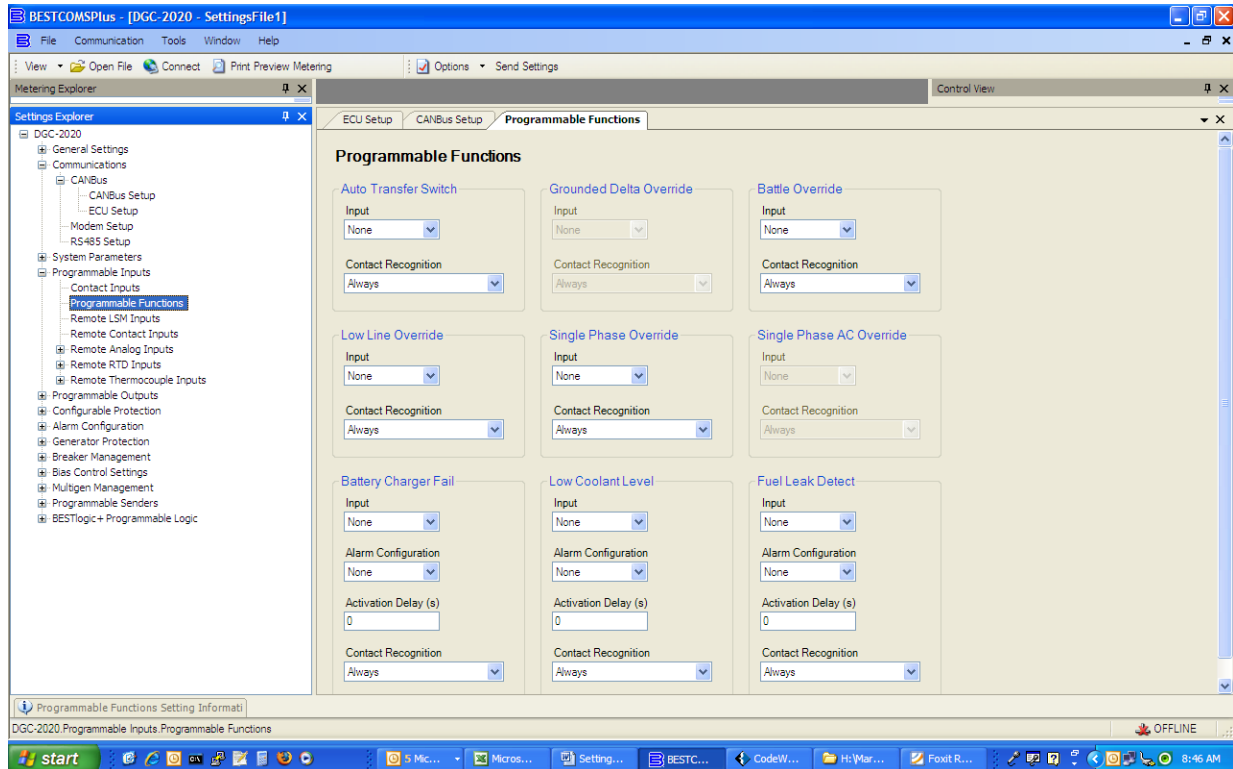 BESTCOMSPlus - [DGC-2020 - SettingsFile1]
File Communication Tools Window Help
View Open File Connect Print Preview Metering Options Send Settings
Metering Explorer
Control View
Settings Explorer
DGC-2020
General Settings
Communications
CANBus
CANBus Setup
ECU Setup
Modem Setup
RS485 Setup
System Parameters
Programmable Inputs
Contact Inputs
Programmable Functions
Remote LSM Inputs
Remote Contact Inputs
Remote Analog Inputs
Remote RTD Inputs
Remote Thermocouple Inputs
Programmable Outputs
Configurable Protection
Alarm Configuration
Generator Protection
Breaker Management
Bias Control Settings
Multigen Management
Programmable Senders
BESTlogic+ Programmable Logic
ECU Setup CANBus Setup Programmable Functions
Programmable Functions
Auto Transfer Switch
Input
None
Contact Recognition
Always
Grounded Delta Override
Input
None
Contact Recognition
Always
Battle Override
Input
None
Contact Recognition
Always
Low Line Override
Input
None
Contact Recognition
Always
Single Phase Override
Input
None
Contact Recognition
Always
Single Phase AC Override
Input
None
Contact Recognition
Always
Battery Charger Fail
Input
None
Alarm Configuration
None
Activation Delay (s)
0
Contact Recognition
Always
Low Coolant Level
Input
None
Alarm Configuration
None
Activation Delay (s)
0
Contact Recognition
Always
Fuel Leak Detect
Input
None
Alarm Configuration
None
Activation Delay (s)
0
Contact Recognition
Always
Programmable Functions Setting Informati
DGC-2020.Programmable Inputs.Programmable Functions
OFFLINE
start 5 Mic... Micros... Setting... BESTC... CodeW... H:\Mar... Foxit R... 8:46 AM